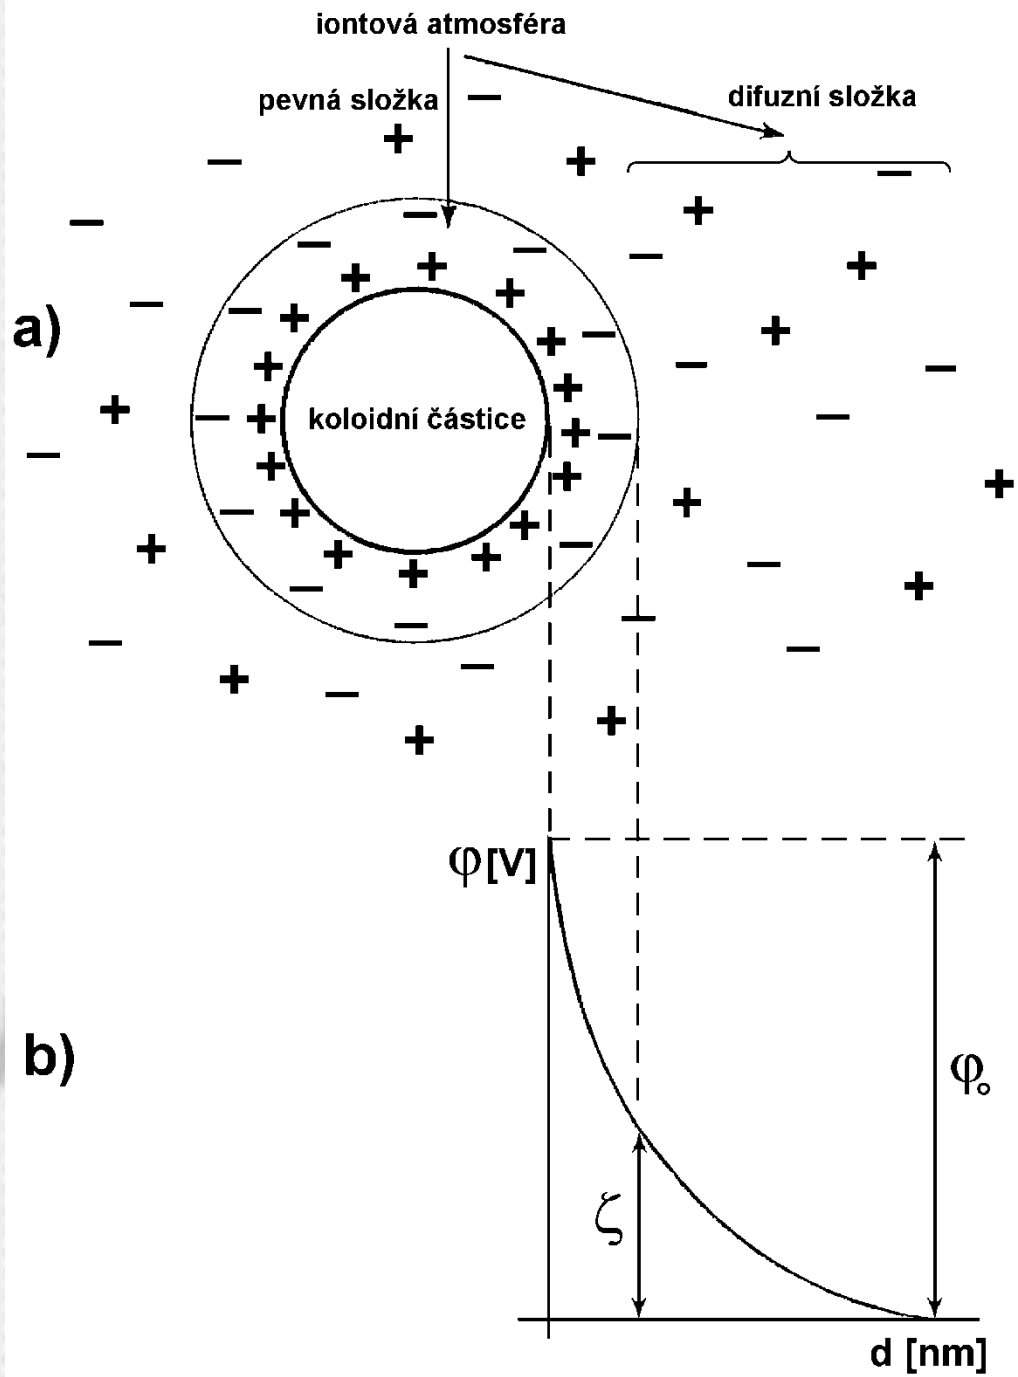 iontová atmosféra
pevná složka
difuzní složka
a)
koloidní částice
φ[V]
b)
φ₀
ζ
d [nm]